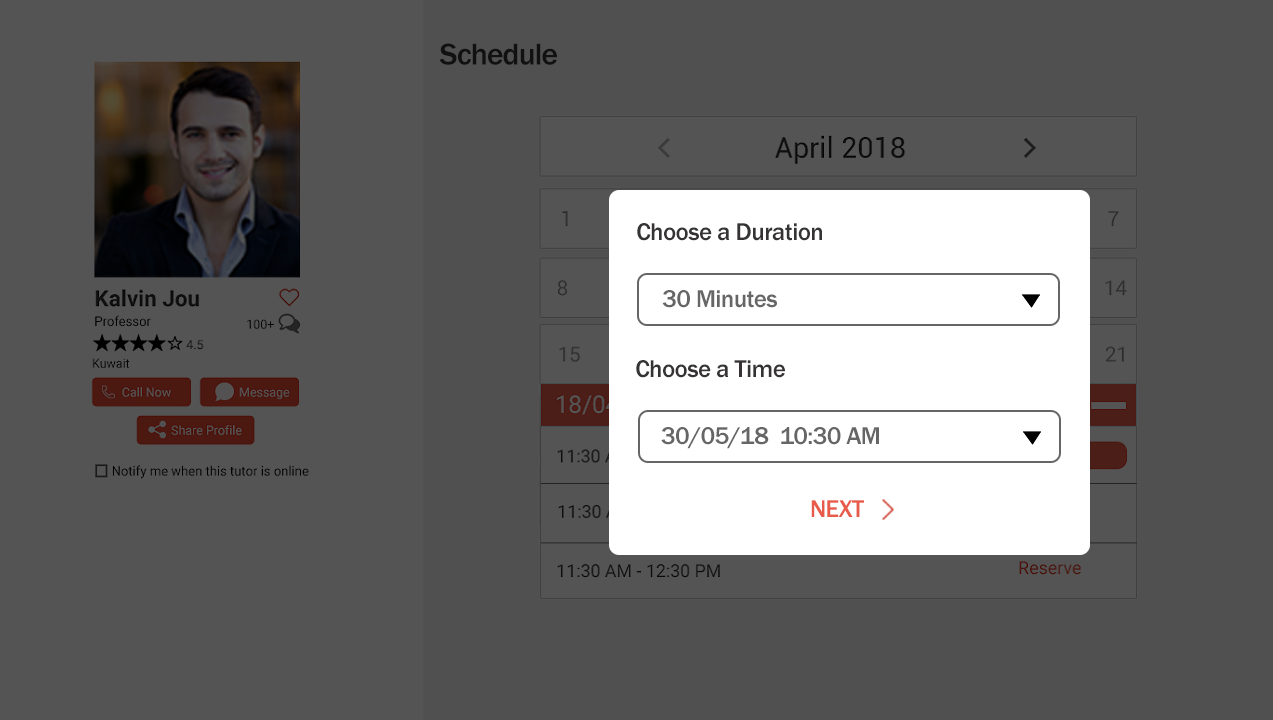 Schedule
April 2018
1
7
8
14
15
21
18/04
11:30 A
11:30 A
11:30 AM - 12:30 PM
Reserve
Choose a Duration
30 Minutes
Choose a Time
30/05/18 10:30 AM
NEXT
Kalvin Jou
Professor
100+
4.5
Kuwait
Call Now
Message
Share Profile
Notify me when this tutor is online